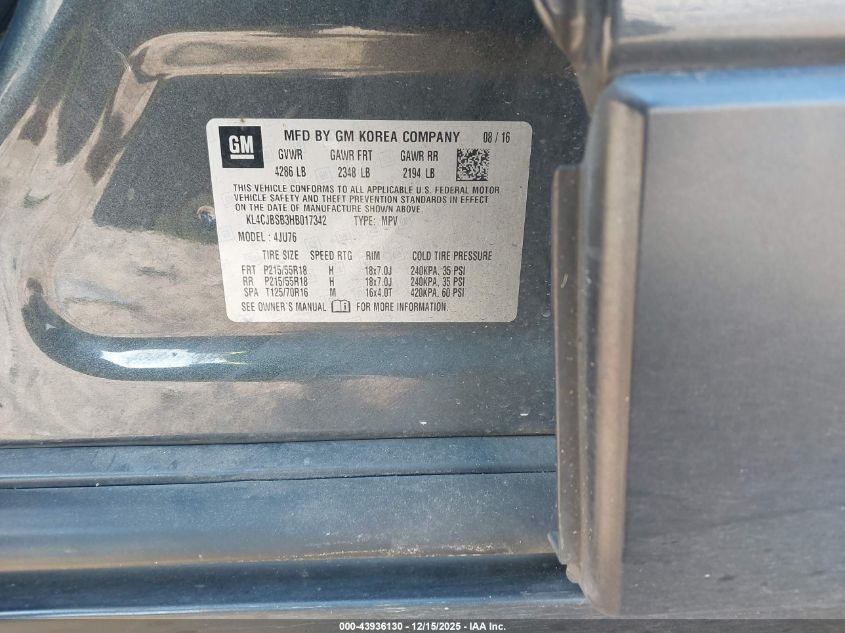 GM MFD BY GM KOREA COMPANY 08 / 16
GVWR GAWR FRT GAWR RR
4286 LB 2348 LB 2194 LB
THIS VEHICLE CONFORMS TO ALL APPLICABLE U.S. FEDERAL MOTOR
VEHICLE SAFETY AND THEFT PREVENTION STANDARDS IN EFFECT
ON THE DATE OF MANUFACTURE SHOWN ABOVE.
KL4CJBSB3HB017342 TYPE: MPV
MODEL : 4JU76
TIRE SIZE SPEED RTG RIM COLD TIRE PRESSURE
FRT P215/55R18 H 18x7.0J 240KPA, 35 PSI
RR P215/55R18 H 18x7.0J 240KPA, 35 PSI
SPA T125/70R16 M 16x4.0T 420KPA, 60 PSI
SEE OWNER'S MANUAL FOR MORE INFORMATION.
000-43936130 - 12/15/2025 - IAA Inc.